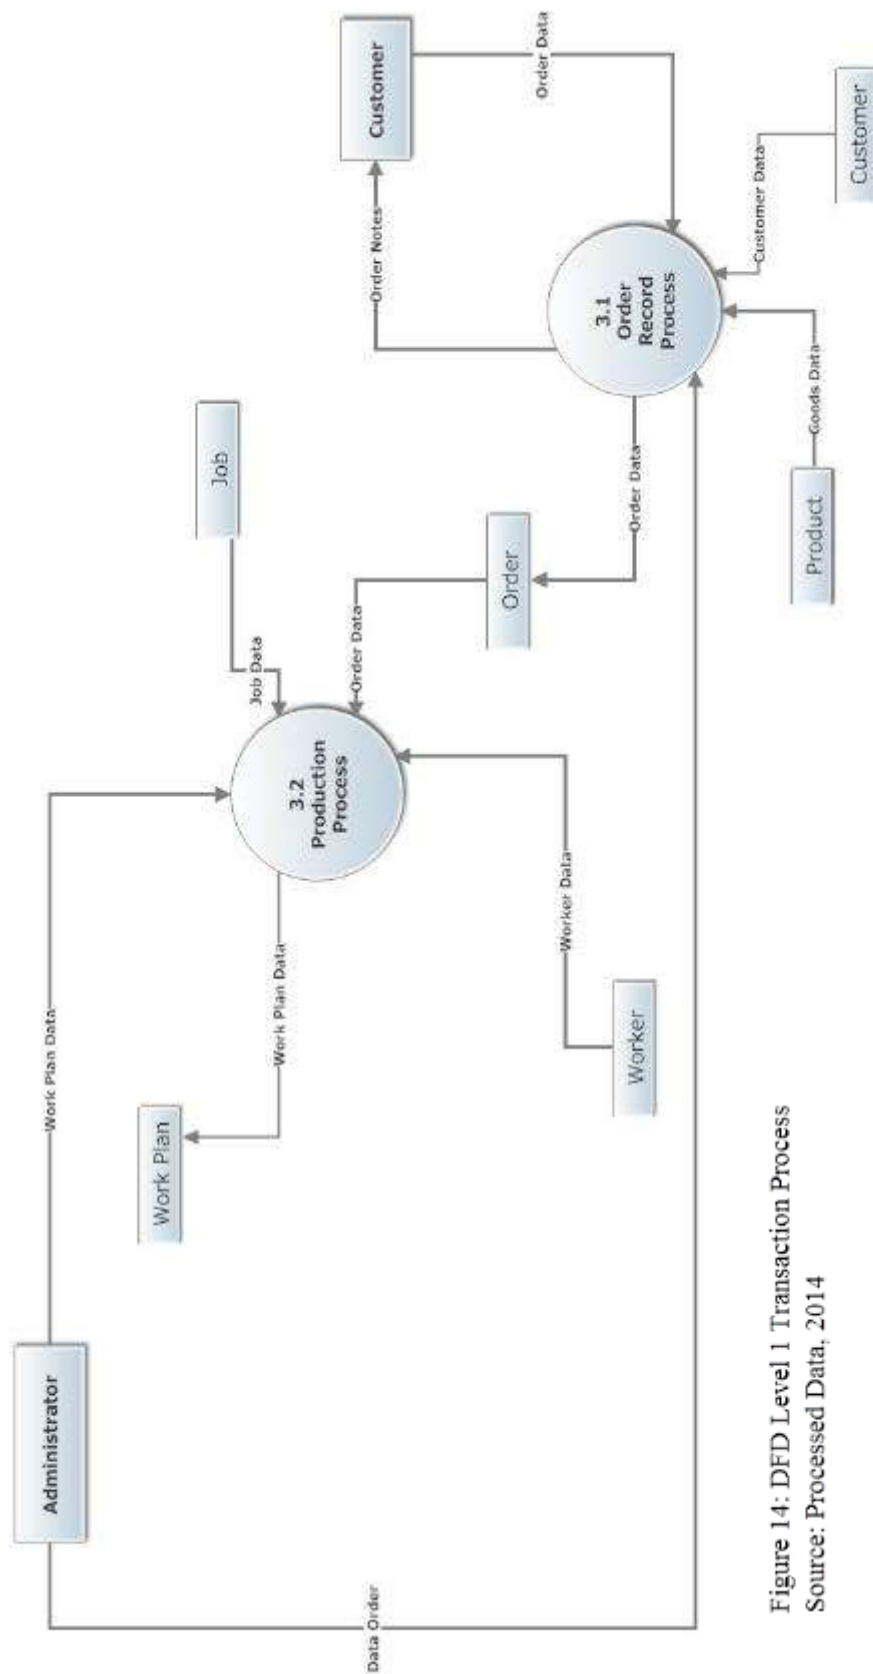 Administrator
Work Plan Data
Data Order
Work Plan
Work Plan Data
3.2
Production
Process
Job
Job Data
Order Data
Worker Data
Worker
Order
Order Data
Customer
Order Notes
Order Data
3.1
Order
Record
Process
Customer Data
Customer
Goods Data
Product
Figure 14: DFD Level 1 Transaction Process
Source: Processed Data, 2014